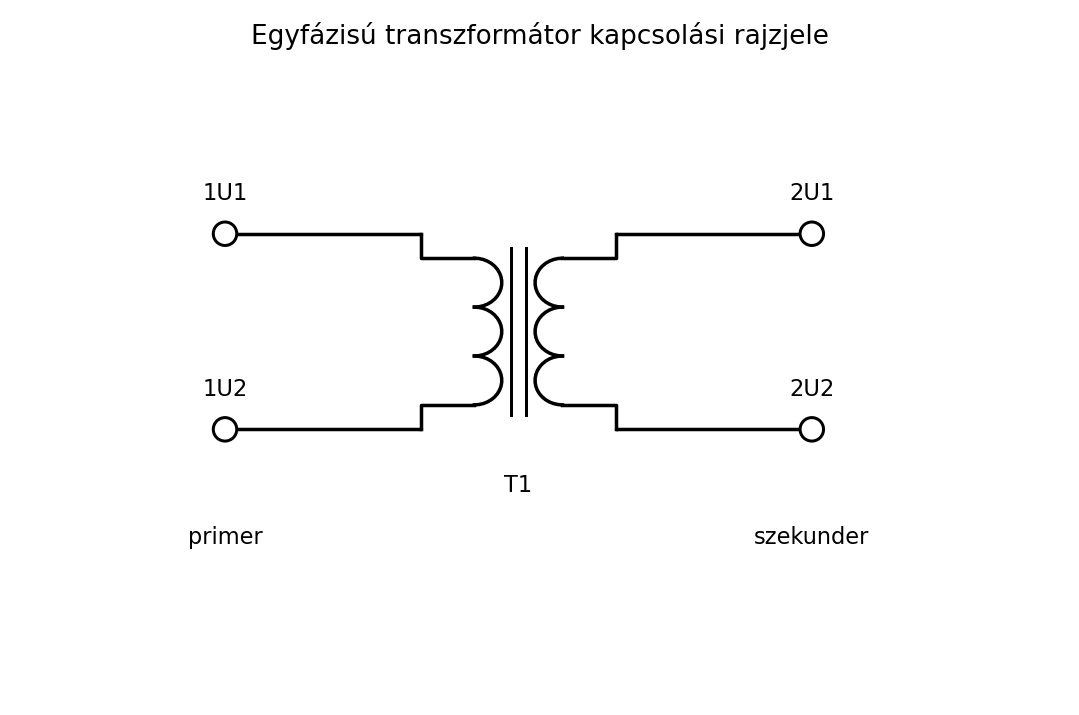 Egyfázisú transzformátor kapcsolási rajzjele
1U1
2U1
1U2
2U2
T1
primer
szekunder